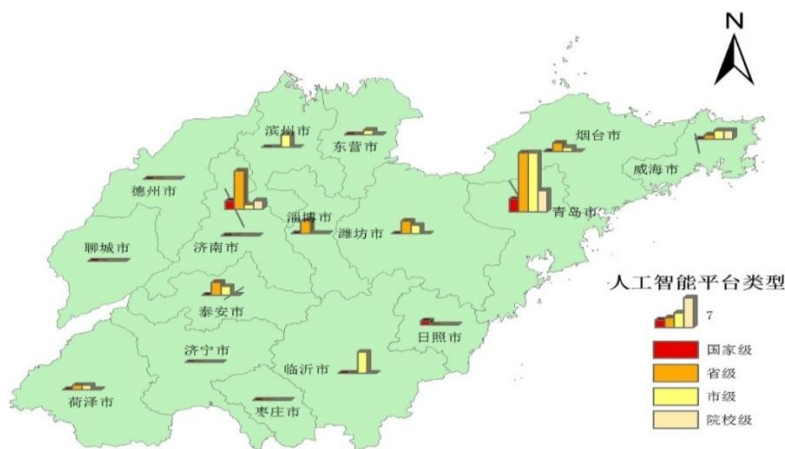 N
烟台市
滨州市
东营市
威海市
德州市
淄博市
青岛市
潍坊市
济南市
聊城市
人工智能平台类型
7
泰安市
日照市
国家级
济宁市
临沂市
省级
荷泽市
市级
枣庄市
院校级